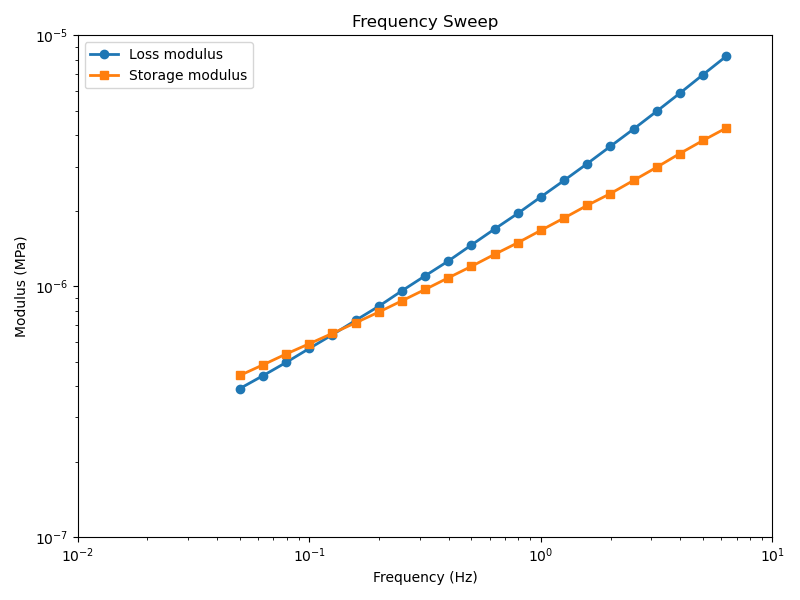 Frequency Sweep
Loss modulus
Storage modulus
Modulus (MPa)
10⁻⁵
10⁻⁶
10⁻⁷
10⁻²
10⁻¹
10⁰
10¹
Frequency (Hz)